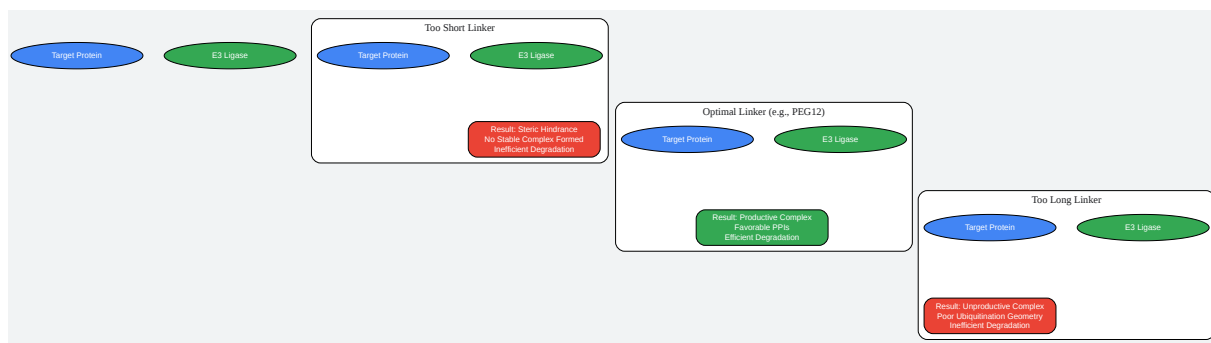 Target Protein
E3 Ligase
Too Short Linker
Target Protein
E3 Ligase
Result: Steric Hindrance
No Stable Complex Formed
Inefficient Degradation
Optimal Linker (e.g., PEG12)
Target Protein
E3 Ligase
Result: Productive Complex
Favorable PPIs
Efficient Degradation
Too Long Linker
Target Protein
E3 Ligase
Result: Unproductive Complex
Poor Ubiquitination Geometry
Inefficient Degradation